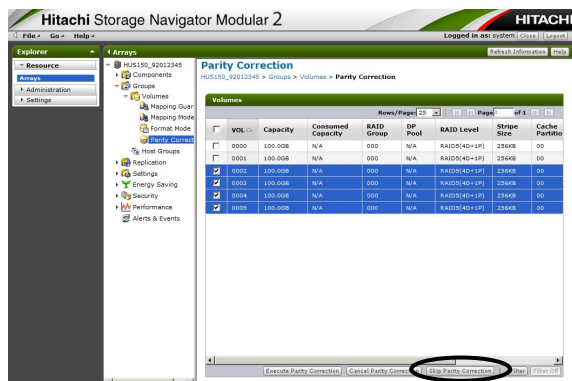 Hitachi Storage Navigator Modular 2
HITACHI
File Go Help
Logged in as: system Close Logout
Explorer
Arrays
Refresh Information Help
Resource
Arrays
Administration
Settings
HUS150_92012345
Components
Groups
Volumes
Mapping Guar
Mapping Mode
Format Mode
Parity Correct
Host Groups
Replication
Settings
Energy Saving
Security
Performance
Alerts & Events
Parity Correction
HUS150_92012345 > Groups > Volumes > Parity Correction
Volumes
Rows/Page: 25 Page 1 of 1
VOL Capacity Consumed Capacity RAID Group DP Pool RAID Level Stripe Size Cache Partitio
0000 100.0GB N/A 000 N/A RAID5(4D+1P) 256KB 00
0001 100.0GB N/A 000 N/A RAID5(4D+1P) 256KB 00
0002 100.0GB N/A 000 N/A RAID5(4D+1P) 256KB 00
0003 100.0GB N/A 000 N/A RAID5(4D+1P) 256KB 00
0004 100.0GB N/A 000 N/A RAID5(4D+1P) 256KB 00
0005 100.0GB N/A 000 N/A RAID5(4D+1P) 256KB 00
Execute Parity Correction Cancel Parity Correction Skip Parity Correction Filter Filter Off